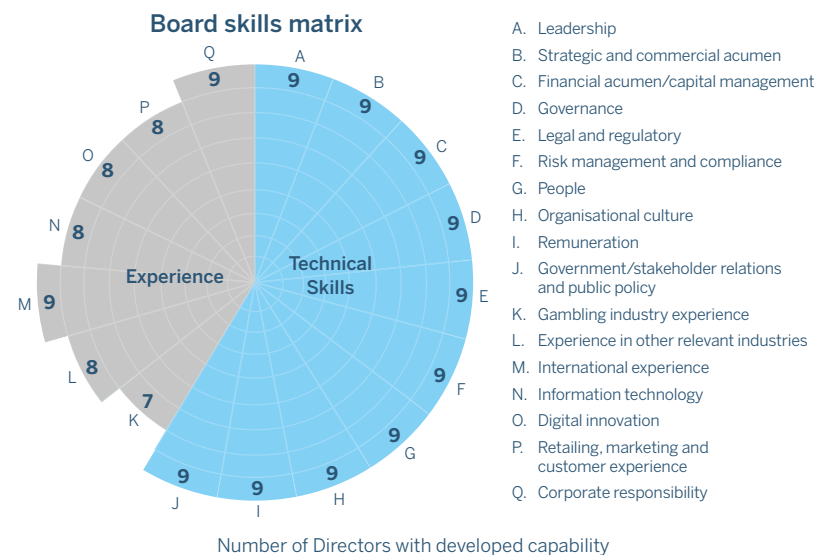 Board skills matrix
Q
9
A
9
B
9
C
9
D
9
E
9
F
9
G
9
H
9
I
9
J
9
K
7
L
8
M
9
N
8
O
8
P
8
Experience
Technical
Skills
A. Leadership
B. Strategic and commercial acumen
C. Financial acumen/capital management
D. Governance
E. Legal and regulatory
F. Risk management and compliance
G. People
H. Organisational culture
I. Remuneration
J. Government/stakeholder relations
and public policy
K. Gambling industry experience
L. Experience in other relevant industries
M. International experience
N. Information technology
O. Digital innovation
P. Retailing, marketing and
customer experience
Q. Corporate responsibility
Number of Directors with developed capability